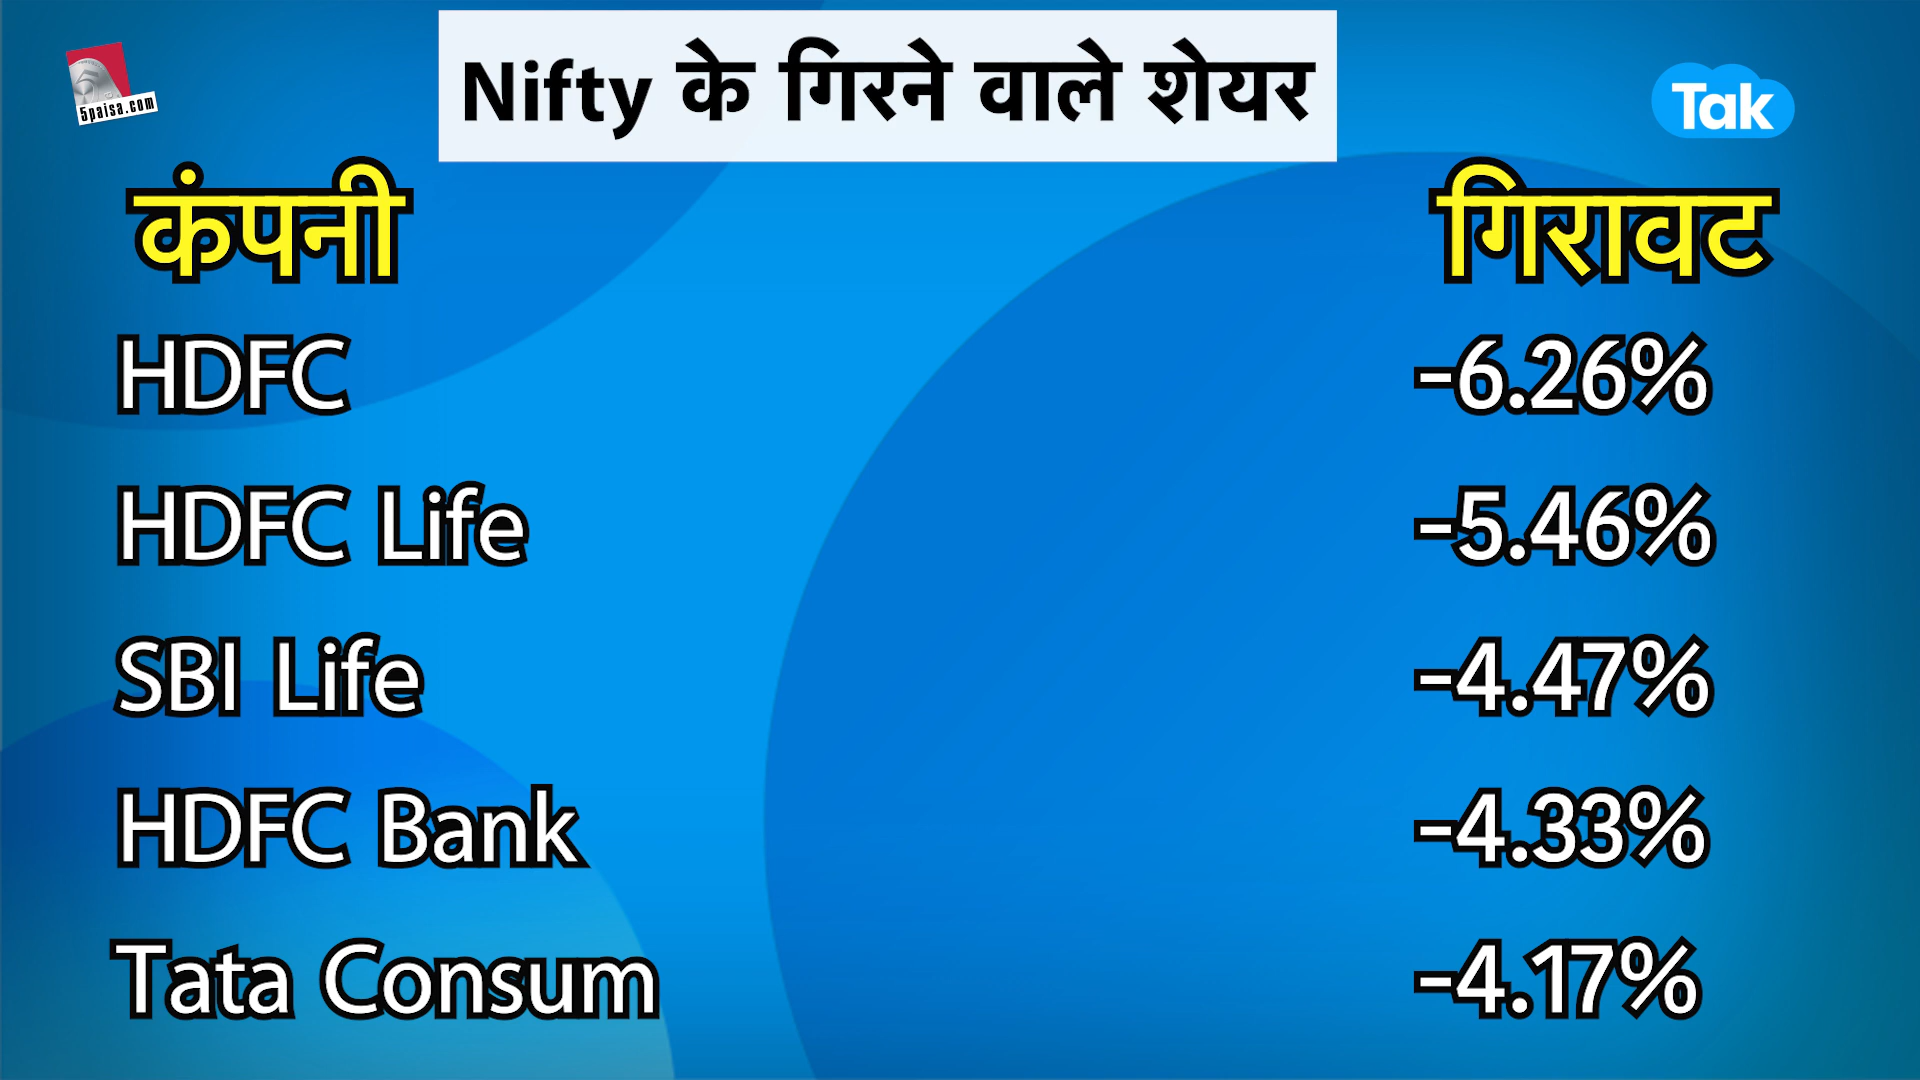 5paisa.com
Nifty के गिरने वाले शेयर
Tak
कंपनी गिरावट
HDFC -6.26%
HDFC Life -5.46%
SBI Life -4.47%
HDFC Bank -4.33%
Tata Consum -4.17%